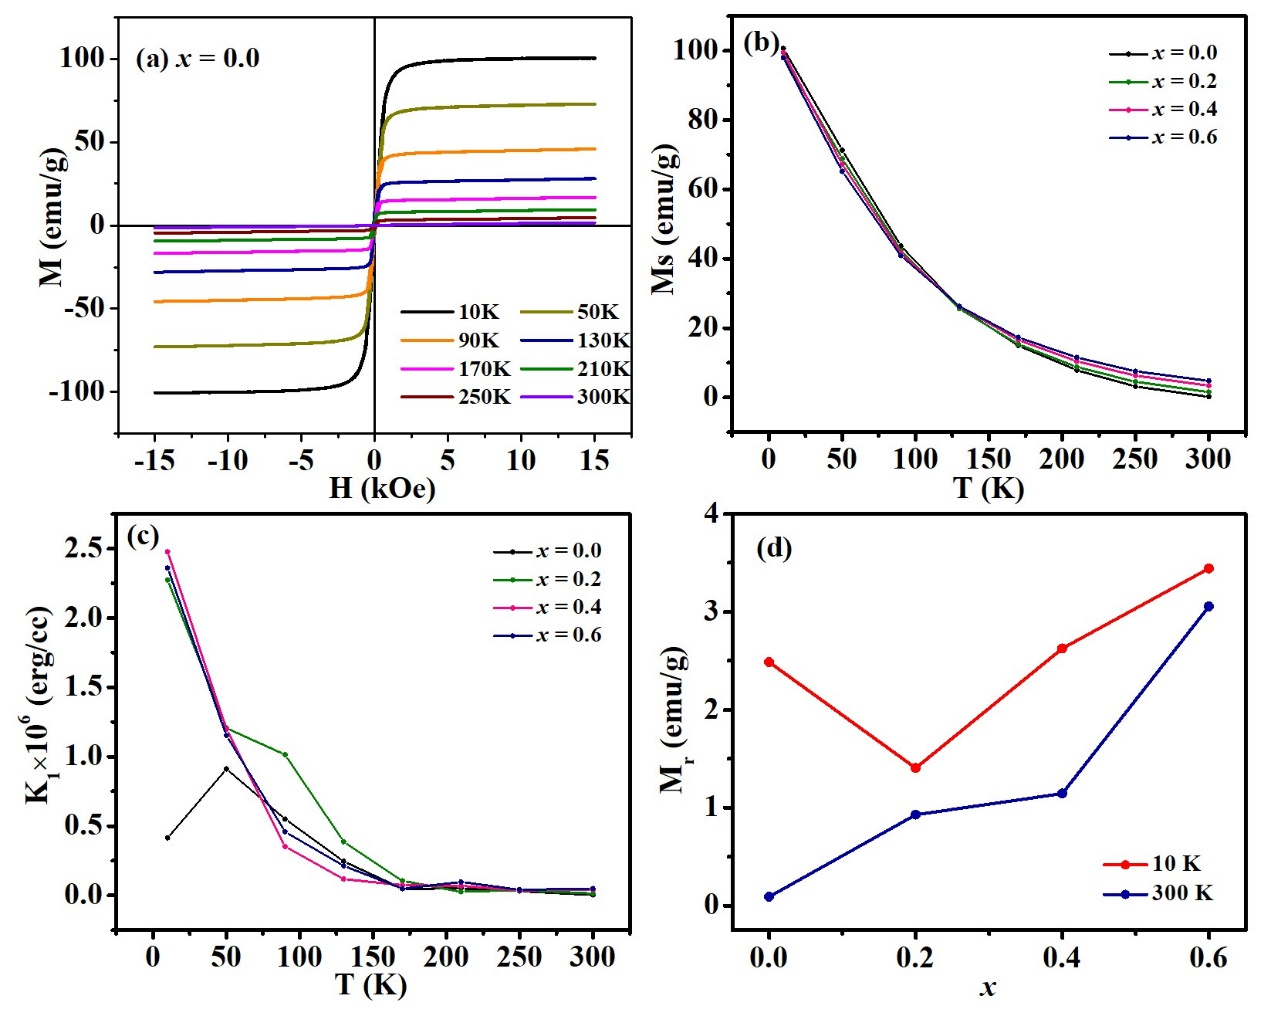 (a) x = 0.0
100
50
0
-50
-100
M (emu/g)
10K 50K
90K 130K
170K 210K
250K 300K
-15 -10 -5 0 5 10 15
H (kOe)
(b)
x = 0.0
x = 0.2
x = 0.4
x = 0.6
100
80
60
40
20
0
Ms (emu/g)
0 50 100 150 200 250 300
T (K)
(c)
x = 0.0
x = 0.2
x = 0.4
x = 0.6
2.5
2.0
1.5
1.0
0.5
0.0
K₁×10⁶ (erg/cc)
0 50 100 150 200 250 300
T (K)
(d)
4
3
2
1
0
Mᵣ (emu/g)
10 K
300 K
0.0 0.2 0.4 0.6
x